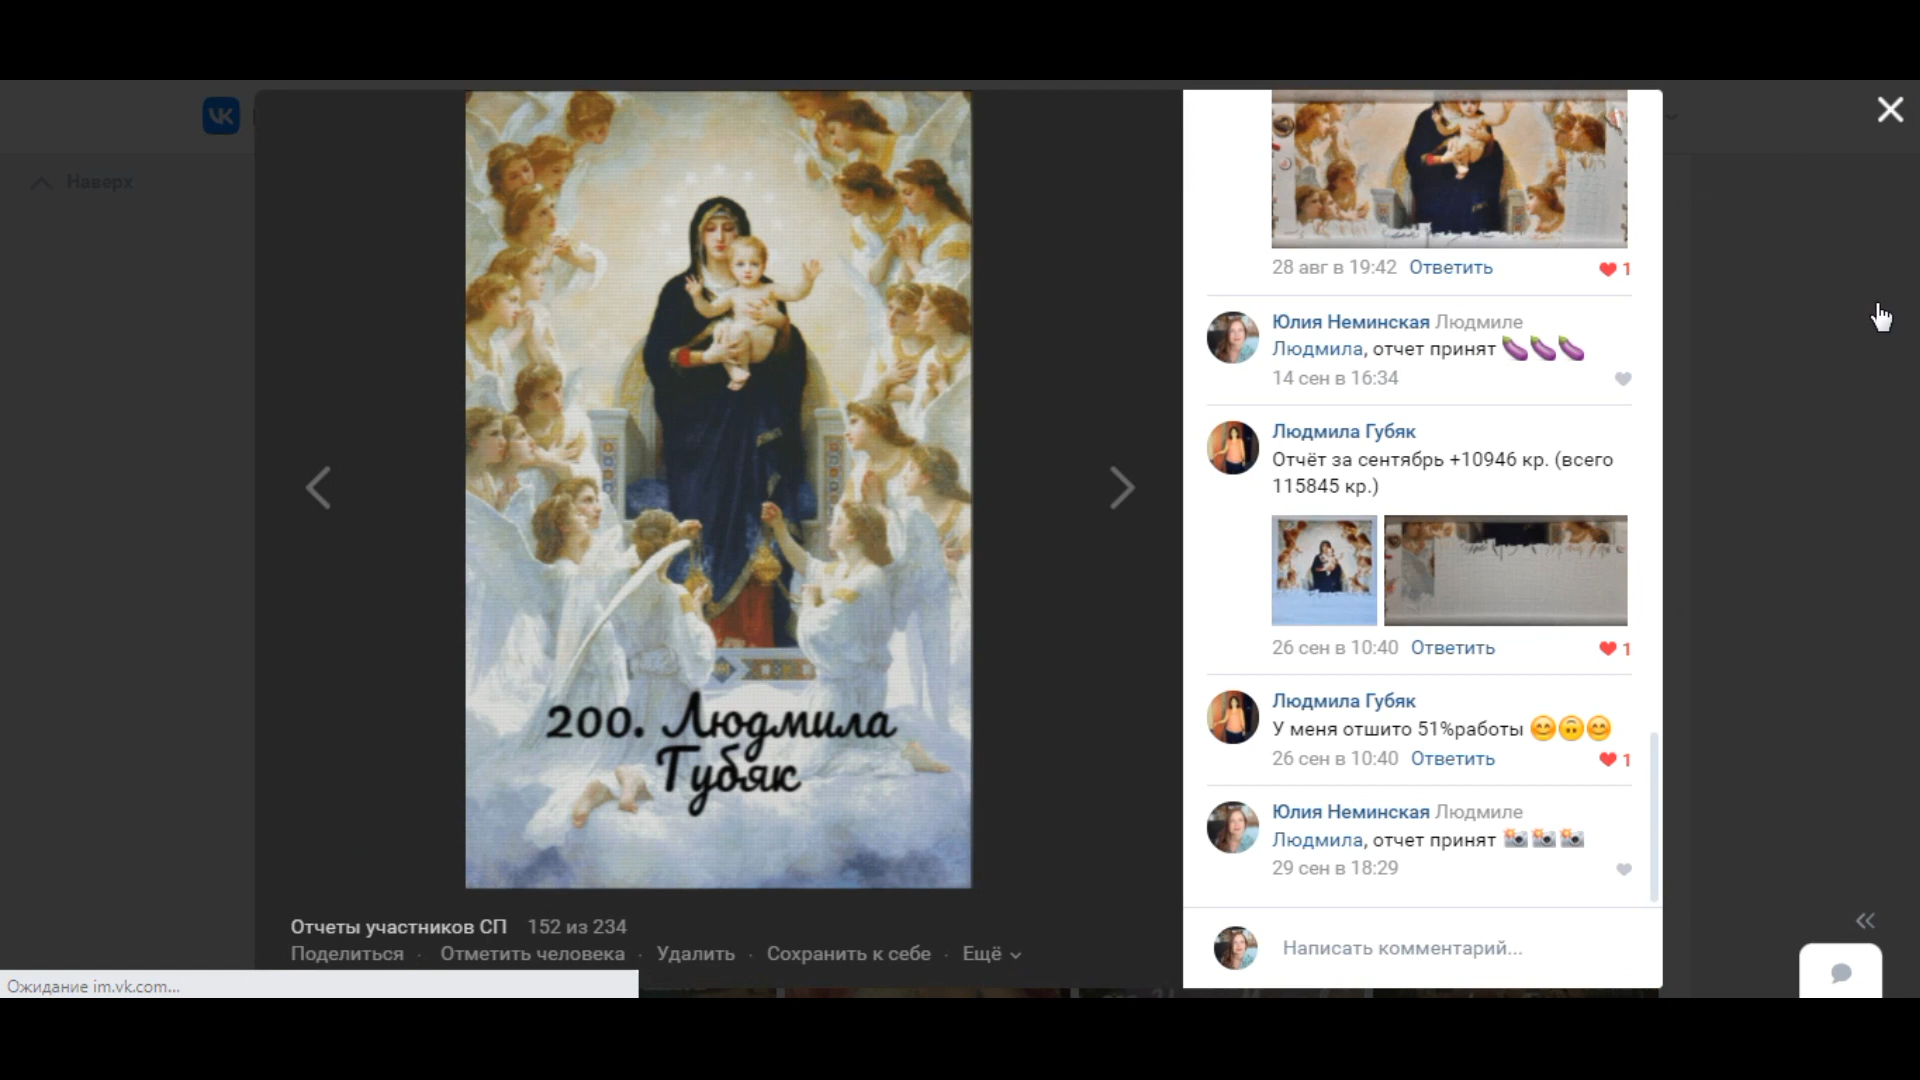 Наверх
200. Людмила
Губяк
Отчеты участников СП 152 из 234
Поделиться · Отметить человека · Удалить · Сохранить к себе · Ещё
Ожидание im.vk.com...
28 авг в 19:42 Ответить 1
Юлия Неминская Людмиле
Людмила, отчет принят 🍆🍆🍆
14 сен в 16:34
Людмила Губяк
Отчёт за сентябрь +10946 кр. (всего
115845 кр.)
26 сен в 10:40 Ответить 1
Людмила Губяк
У меня отшито 51%работы 😊🙃😊
26 сен в 10:40 Ответить 1
Юлия Неминская Людмиле
Людмила, отчет принят 📸📸📸
29 сен в 18:29
Написать комментарий...